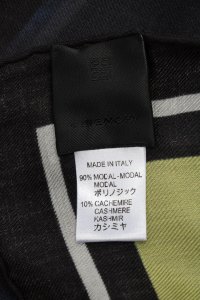 MADE IN ITALY
90% MODAL-MODAL
MODAL
ポリノジック
10% CACHEMIRE
CASHMERE
KASHMIR
カシミヤ